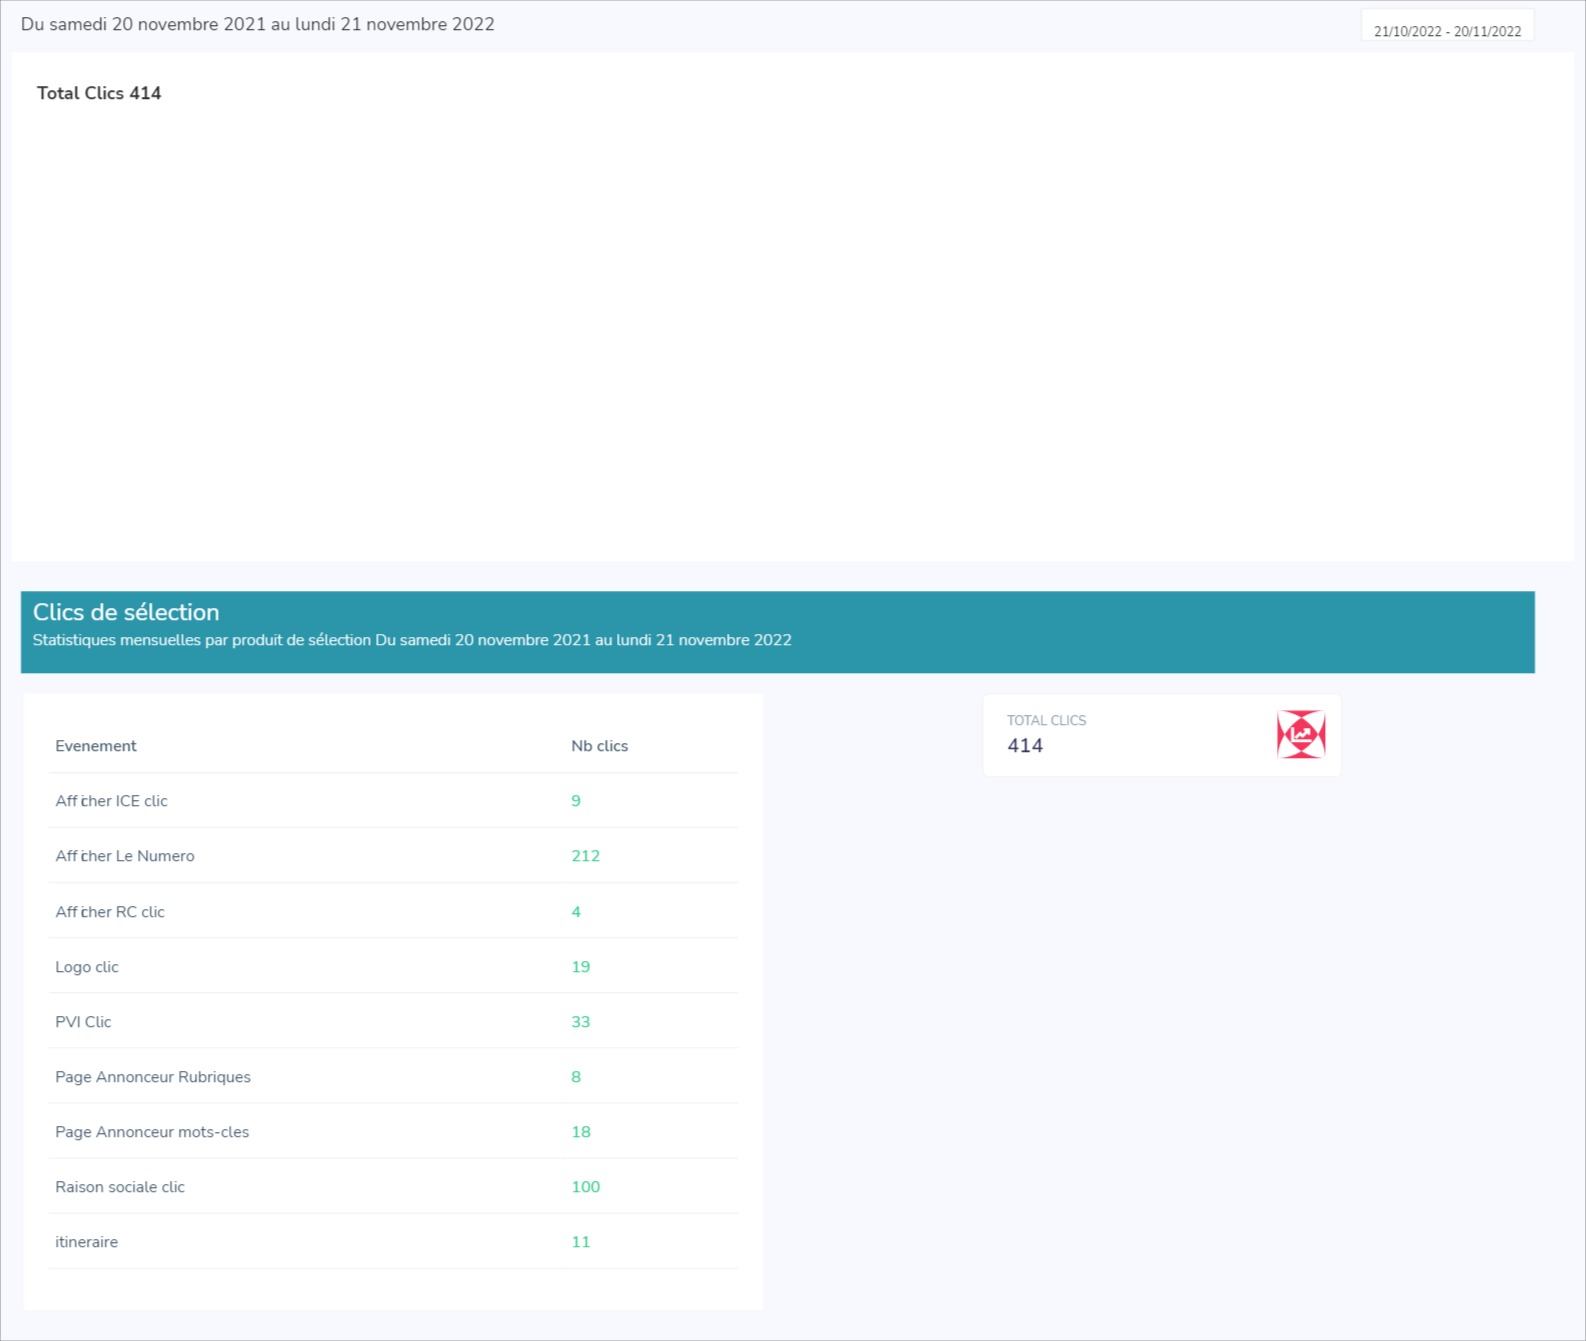 Du samedi 20 novembre 2021 au lundi 21 novembre 2022
21/10/2022 - 20/11/2022
Total Clics 414
Clics de sélection
Statistiques mensuelles par produit de sélection Du samedi 20 novembre 2021 au lundi 21 novembre 2022
TOTAL CLICS
414
Evenement Nb clics
Afficher ICE clic 9
Afficher Le Numero 212
Afficher RC clic 4
Logo clic 19
PVI Clic 33
Page Annonceur Rubriques 8
Page Annonceur mots-cles 18
Raison sociale clic 100
itineraire 11